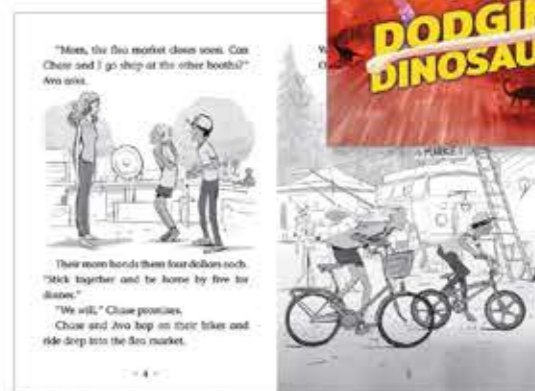 "Mom, the flea market closes soon. Can
Chase and I go shop at the other booths?"
Ava asks.
Their mom hands them four dollars each.
"Stick together and be home by five for
dinner."
"We will," Chase promises.
Chase and Ava bop on their bikes and
ride deep into the flea market.
- 4 -
DODGI
DINOSAU
MARKET